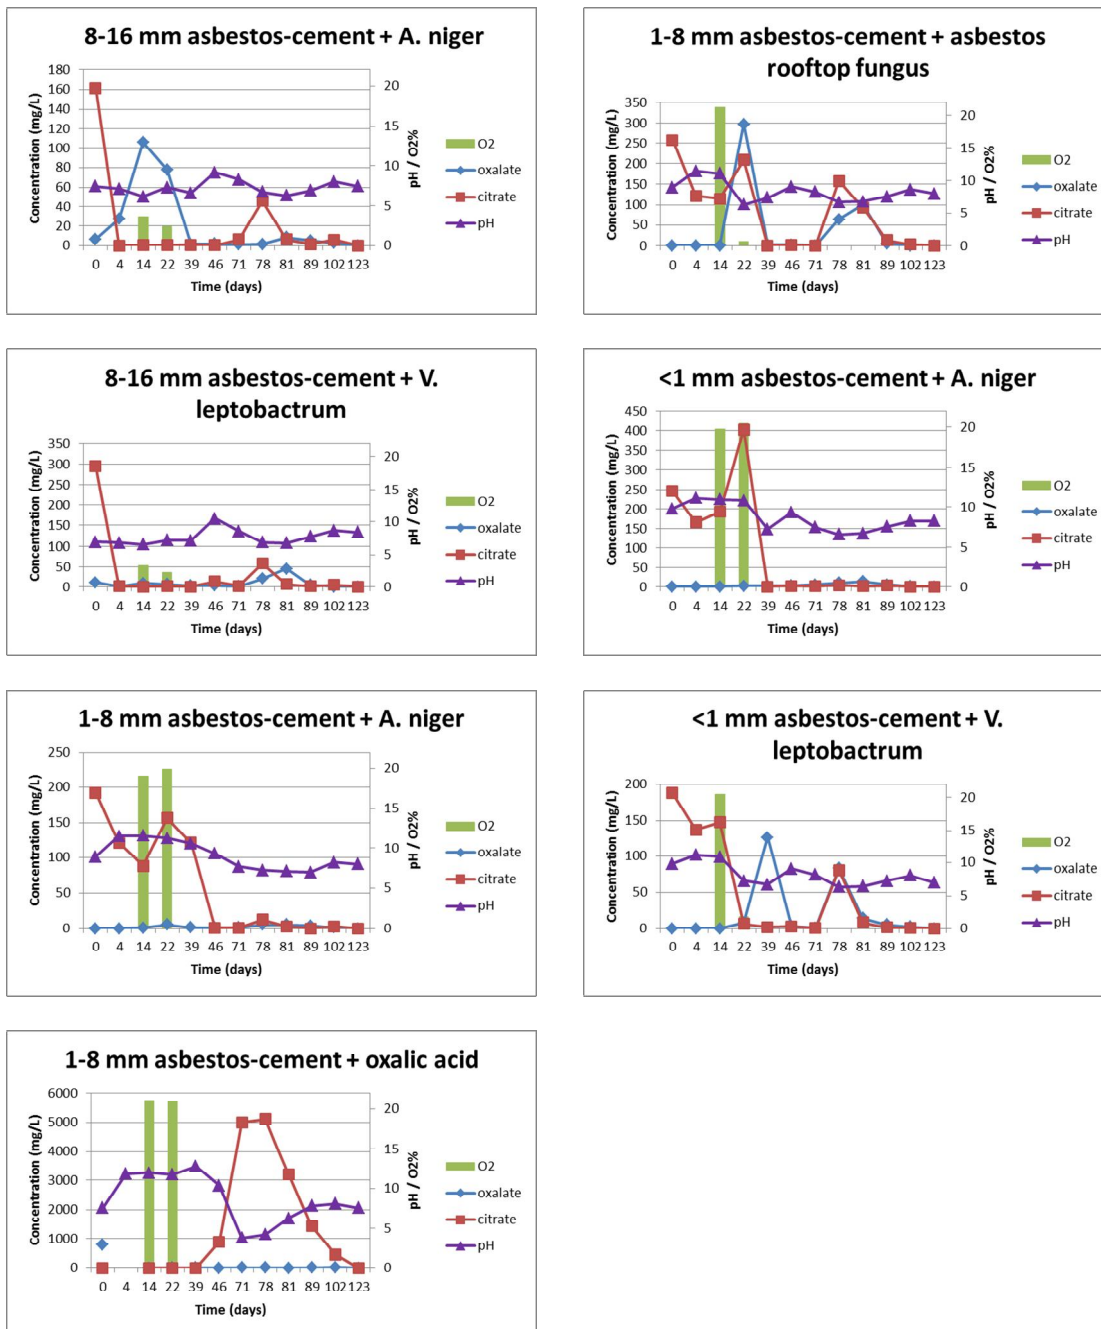 8-16 mm asbestos-cement + A. niger
Concentration (mg/L)
180
160
140
120
100
80
60
40
20
0
20
15
10
5
0
pH / O2%
0 4 14 22 39 46 71 78 81 89 102 123
Time (days)
O2
oxalate
citrate
pH
1-8 mm asbestos-cement + asbestos
rooftop fungus
Concentration (mg/L)
350
300
250
200
150
100
50
0
20
15
10
5
0
pH / O2%
0 4 14 22 39 46 71 78 81 89 102 123
Time (days)
O2
oxalate
citrate
pH
8-16 mm asbestos-cement + V.
leptobactrum
Concentration (mg/L)
350
300
250
200
150
100
50
0
20
15
10
5
0
pH / O2%
0 4 14 22 39 46 71 78 81 89 102 123
Time (days)
O2
oxalate
citrate
pH
<1 mm asbestos-cement + A. niger
Concentration (mg/L)
450
400
350
300
250
200
150
100
50
0
20
15
10
5
0
pH / O2%
0 4 14 22 39 46 71 78 81 89 102 123
Time (days)
O2
oxalate
citrate
pH
1-8 mm asbestos-cement + A. niger
Concentration (mg/L)
250
200
150
100
50
0
20
15
10
5
0
pH / O2%
0 4 14 22 39 46 71 78 81 89 102 123
Time (days)
O2
oxalate
citrate
pH
<1 mm asbestos-cement + V.
leptobactrum
Concentration (mg/L)
200
150
100
50
0
20
15
10
5
0
pH / O2%
0 4 14 22 39 46 71 78 81 89 102 123
Time (days)
O2
oxalate
citrate
pH
1-8 mm asbestos-cement + oxalic acid
Concentration (mg/L)
6000
5000
4000
3000
2000
1000
0
20
15
10
5
0
pH / O2%
0 4 14 22 39 46 71 78 81 89 102 123
Time (days)
O2
oxalate
citrate
pH